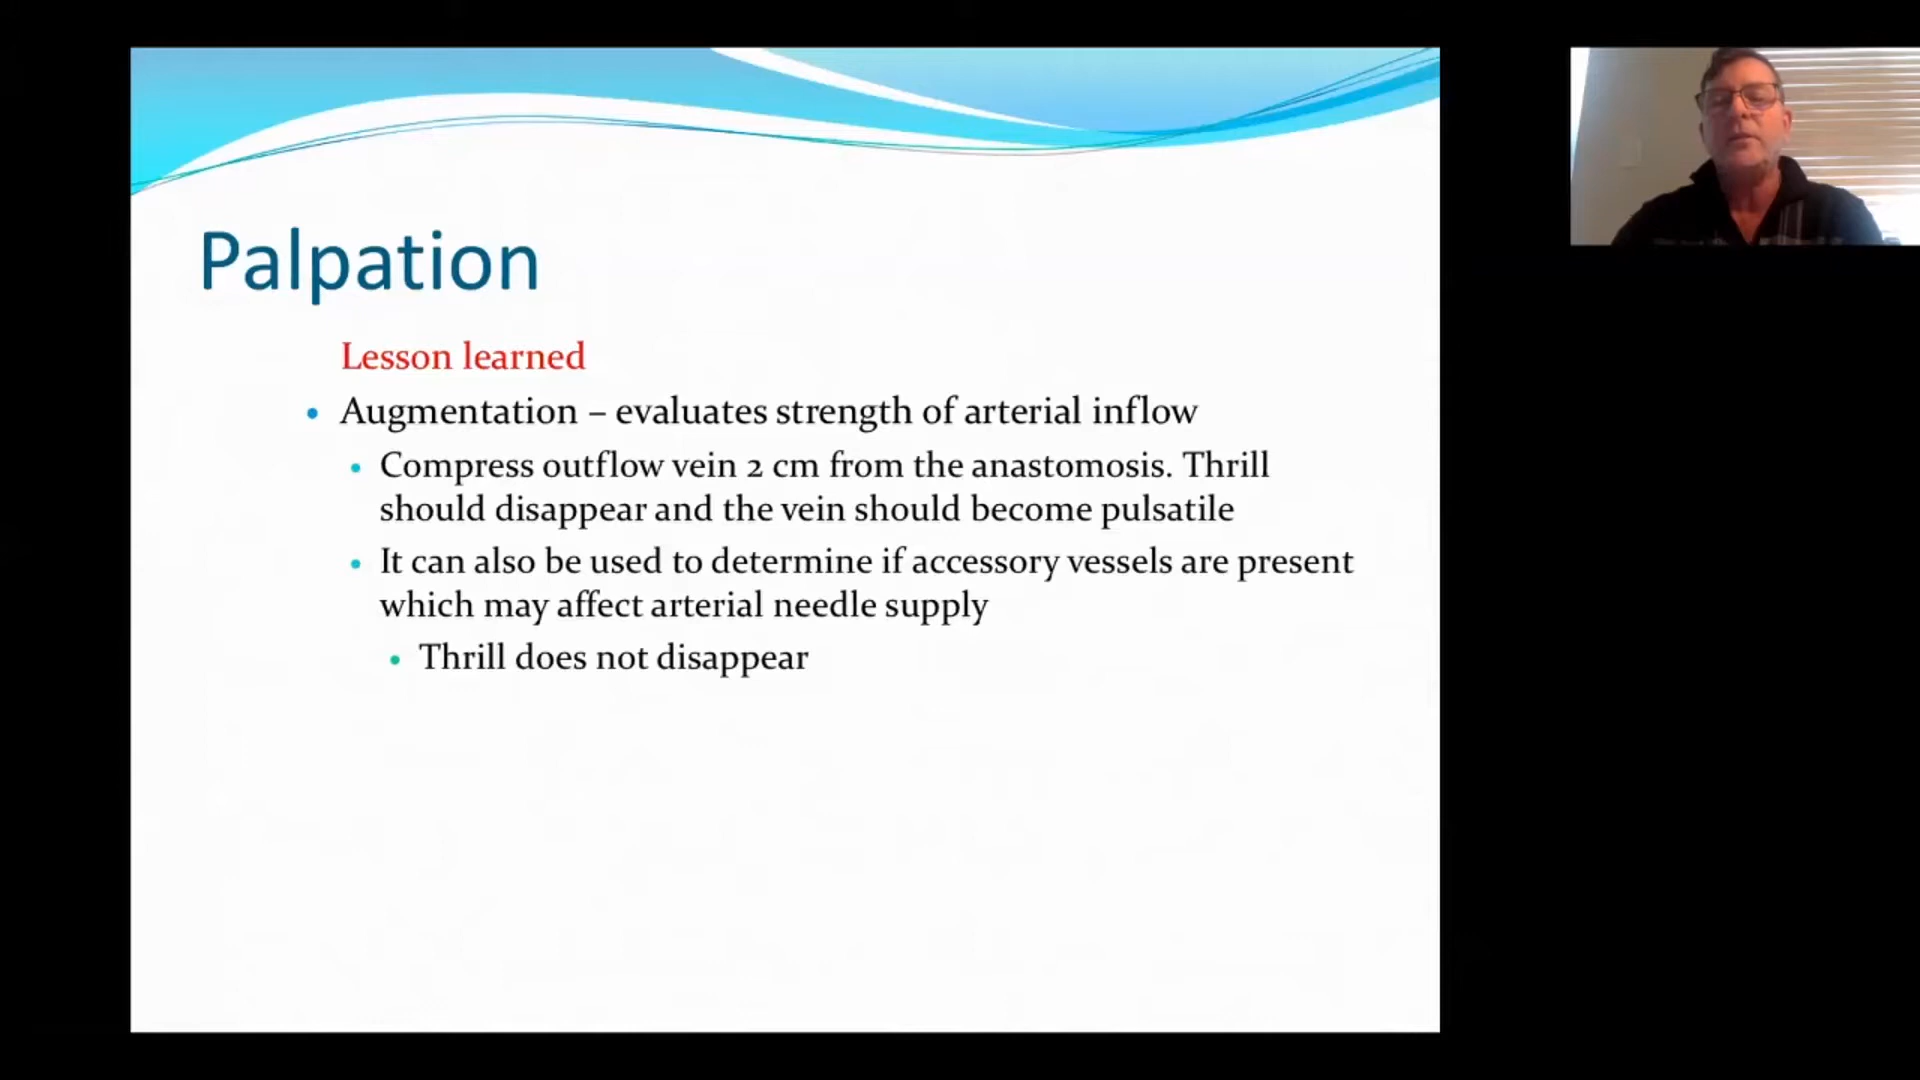 Palpation
Lesson learned
• Augmentation – evaluates strength of arterial inflow
• Compress outflow vein 2 cm from the anastomosis. Thrill
should disappear and the vein should become pulsatile
• It can also be used to determine if accessory vessels are present
which may affect arterial needle supply
• Thrill does not disappear